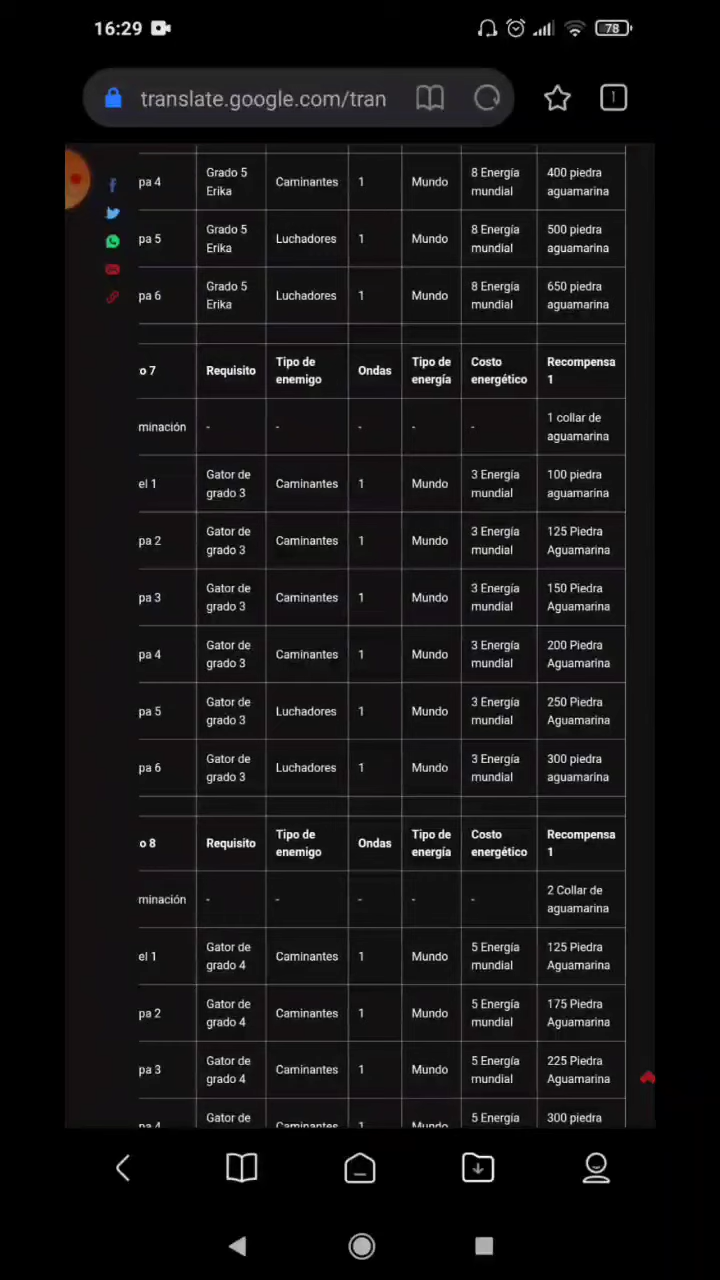 16:29
78
translate.google.com/tran
1
pa 4 Grado 5 Erika Caminantes 1 Mundo 8 Energía mundial 400 piedra aguamarina
pa 5 Grado 5 Erika Luchadores 1 Mundo 8 Energía mundial 500 piedra aguamarina
pa 6 Grado 5 Erika Luchadores 1 Mundo 8 Energía mundial 650 piedra aguamarina
o 7 Requisito Tipo de enemigo Ondas Tipo de energía Costo energético Recompensa 1
minación - - - - - 1 collar de aguamarina
el 1 Gator de grado 3 Caminantes 1 Mundo 3 Energía mundial 100 piedra aguamarina
pa 2 Gator de grado 3 Caminantes 1 Mundo 3 Energía mundial 125 Piedra Aguamarina
pa 3 Gator de grado 3 Caminantes 1 Mundo 3 Energía mundial 150 Piedra Aguamarina
pa 4 Gator de grado 3 Caminantes 1 Mundo 3 Energía mundial 200 Piedra Aguamarina
pa 5 Gator de grado 3 Luchadores 1 Mundo 3 Energía mundial 250 Piedra Aguamarina
pa 6 Gator de grado 3 Luchadores 1 Mundo 3 Energía mundial 300 piedra aguamarina
o 8 Requisito Tipo de enemigo Ondas Tipo de energía Costo energético Recompensa 1
minación - - - - - 2 Collar de aguamarina
el 1 Gator de grado 4 Caminantes 1 Mundo 5 Energía mundial 125 Piedra Aguamarina
pa 2 Gator de grado 4 Caminantes 1 Mundo 5 Energía mundial 175 Piedra Aguamarina
pa 3 Gator de grado 4 Caminantes 1 Mundo 5 Energía mundial 225 Piedra Aguamarina
pa 4 Gator de Caminantes 1 Mundo 5 Energía 300 piedra